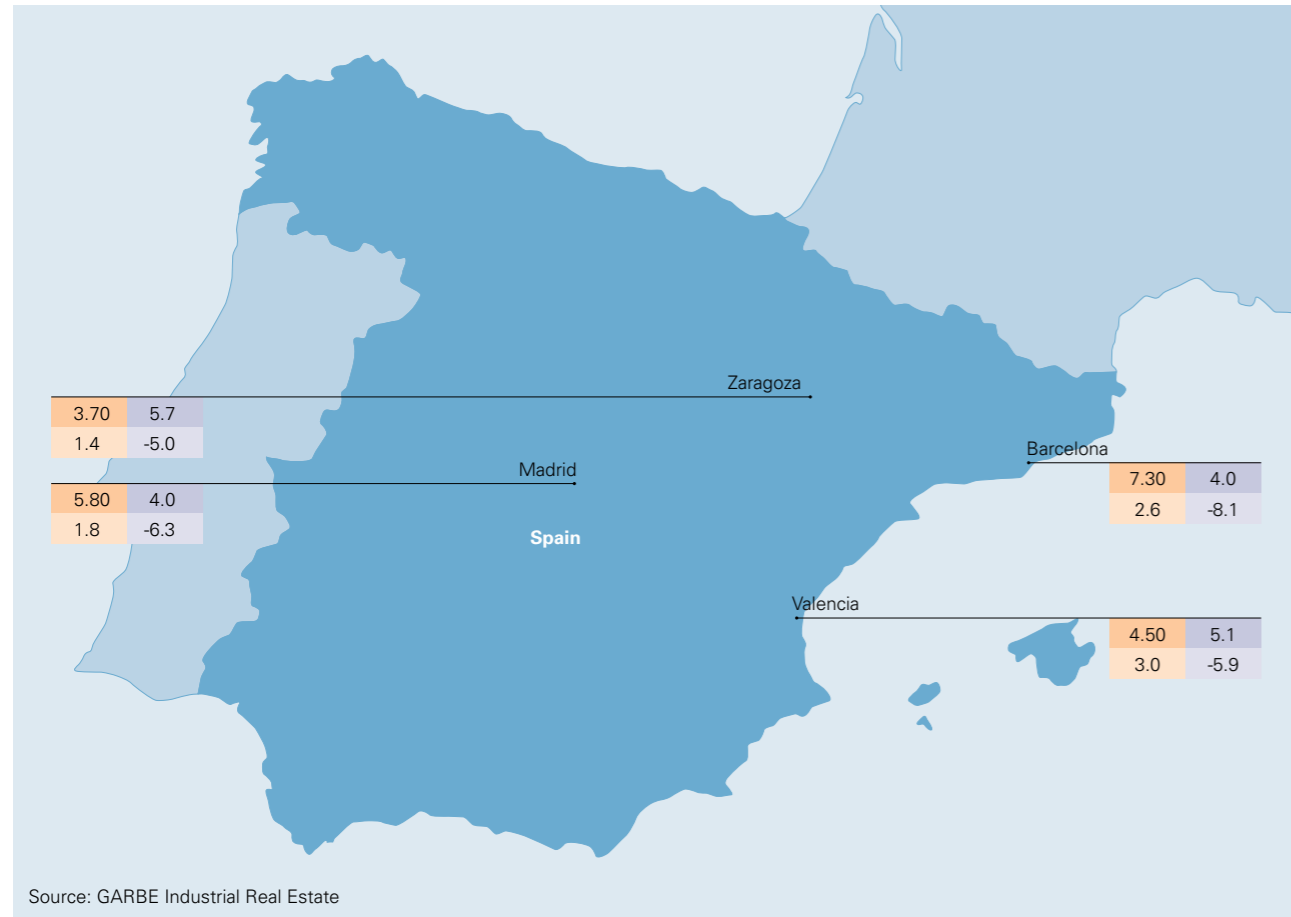 Zaragoza
3.70 5.7
1.4 -5.0
Barcelona
7.30 4.0
2.6 -8.1
Madrid
5.80 4.0
1.8 -6.3
Spain
Valencia
4.50 5.1
3.0 -5.9
Source: GARBE Industrial Real Estate